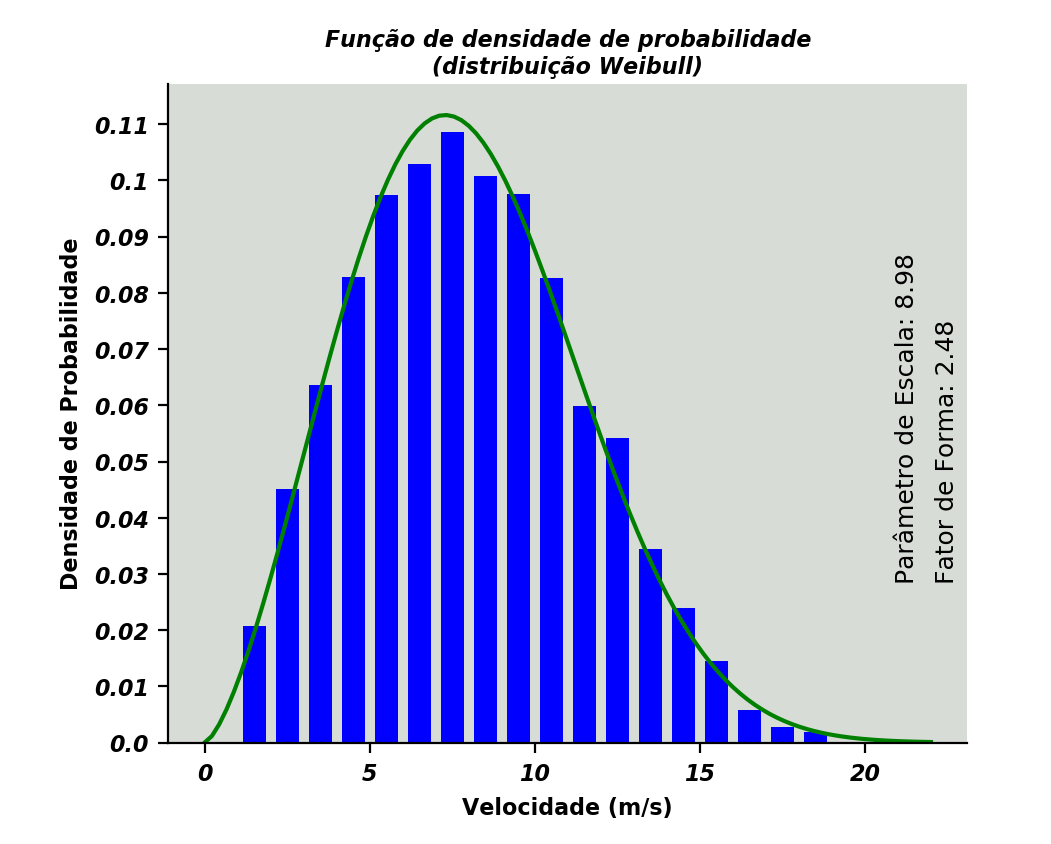 Função de densidade de probabilidade
(distribuição Weibull)
Densidade de Probabilidade
0.11
0.1
0.09
0.08
0.07
0.06
0.05
0.04
0.03
0.02
0.01
0.0
Parâmetro de Escala: 8.98
Fator de Forma: 2.48
0
5
10
15
20
Velocidade (m/s)